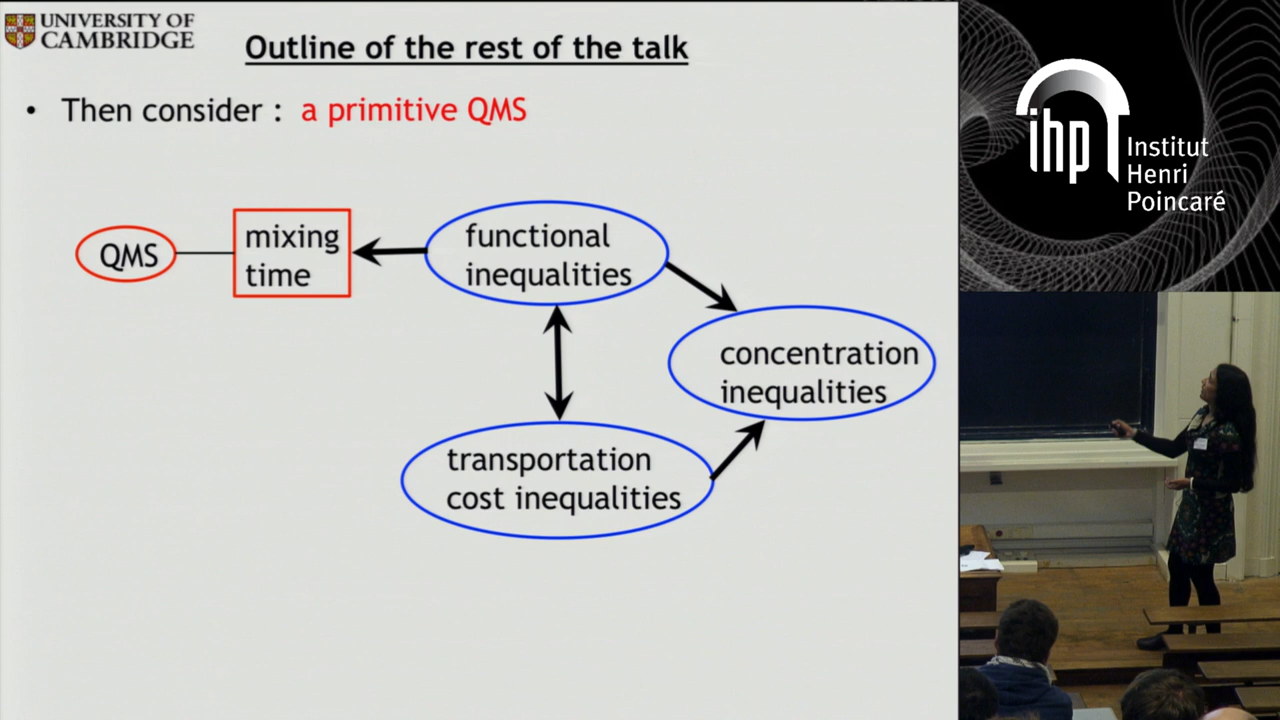 UNIVERSITY OF
CAMBRIDGE
Outline of the rest of the talk
• Then consider : a primitive QMS
QMS
mixing
time
functional
inequalities
concentration
inequalities
transportation
cost inequalities
ihp
Institut
Henri
Poincaré